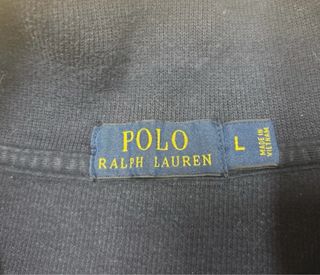 POLO
RALPH LAUREN
L
MADE IN
VIETNAM